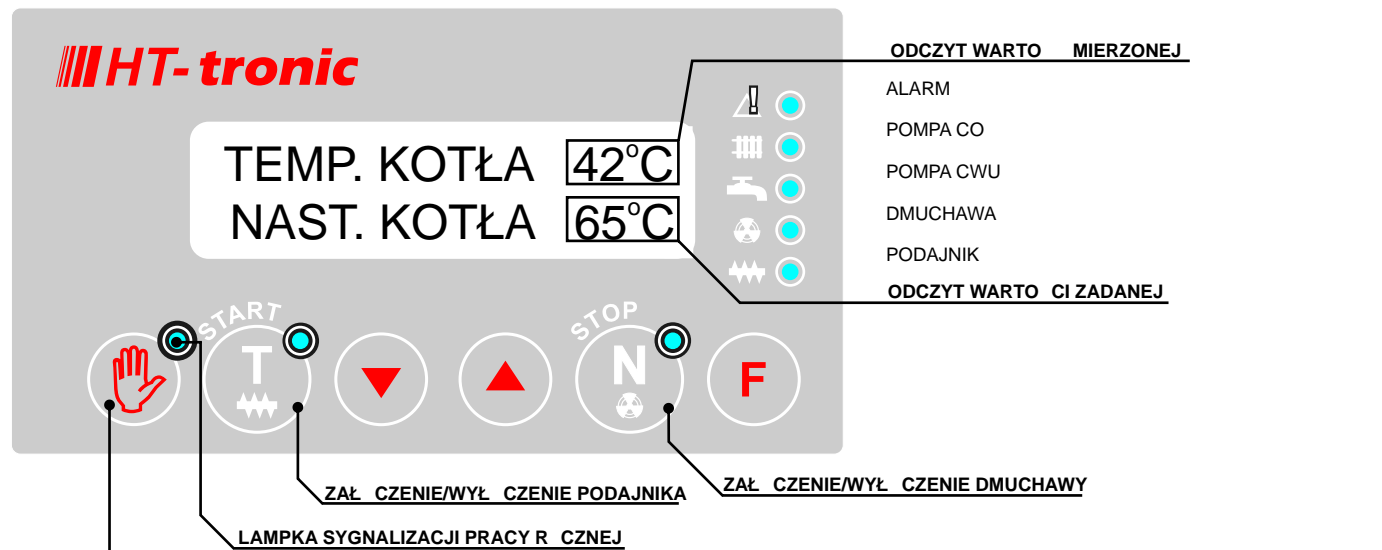 HT-tronic
ODCZYT WARTO MIERZONEJ
ALARM
POMPA CO
POMPA CWU
DMUCHAWA
PODAJNIK
ODCZYT WARTO CI ZADANEJ
TEMP. KOTŁA 42°C
NAST. KOTŁA 65°C
START
T
STOP
N
F
ZAŁ CZENIE/WYŁ CZENIE PODAJNIKA
ZAŁ CZENIE/WYŁ CZENIE DMUCHAWY
LAMPKA SYGNALIZACJI PRACY R CZNEJ